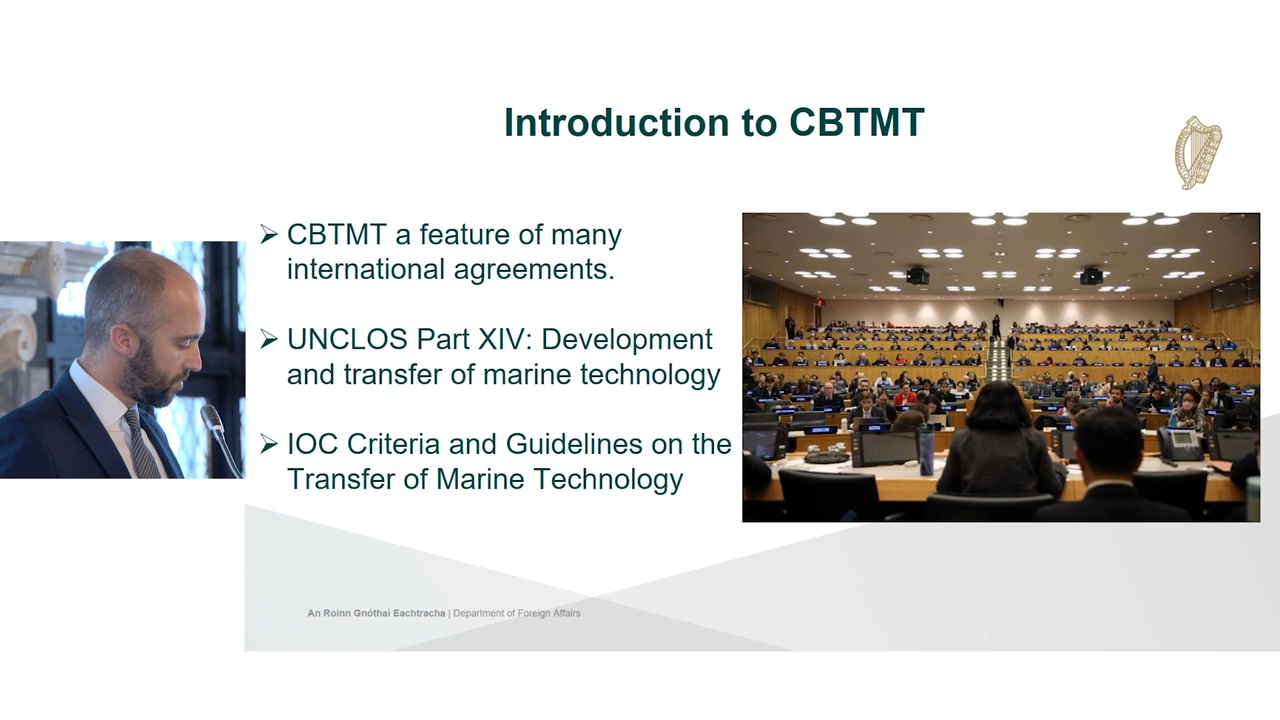 Introduction to CBTMT
➢ CBTMT a feature of many
international agreements.
➢ UNCLOS Part XIV: Development
and transfer of marine technology
➢ IOC Criteria and Guidelines on the
Transfer of Marine Technology
An Roinn Gnóthaí Eachtracha | Department of Foreign Affairs